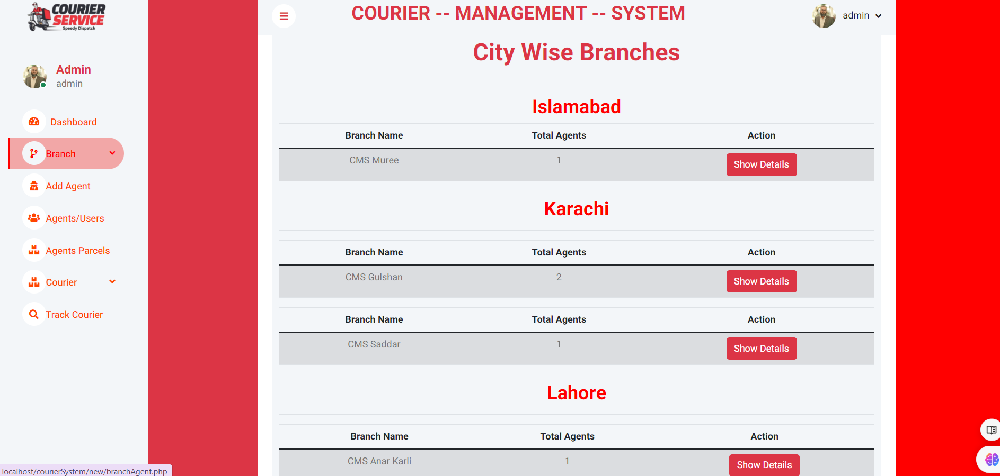 COURIER
SERVICE
Speedy Dispatch
Admin
admin
Dashboard
Branch
Add Agent
Agents/Users
Agents Parcels
Courier
Track Courier
COURIER -- MANAGEMENT -- SYSTEM
admin
City Wise Branches
Islamabad
Branch Name Total Agents Action
CMS Muree 1 Show Details
Karachi
Branch Name Total Agents Action
CMS Gulshan 2 Show Details
Branch Name Total Agents Action
CMS Saddar 1 Show Details
Lahore
Branch Name Total Agents Action
CMS Anar Karli 1 Show Details
localhost/courierSystem/new/branchAgent.php